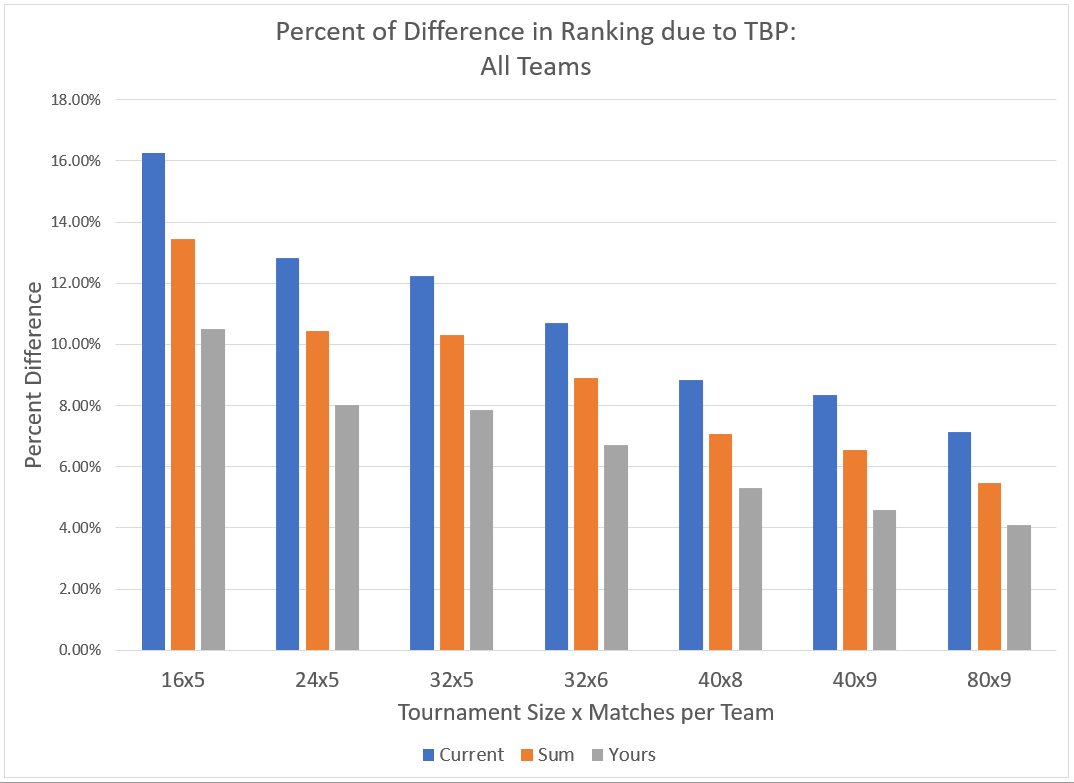 Percent of Difference in Ranking due to TBP:
All Teams
18.00%
16.00%
14.00%
12.00%
10.00%
8.00%
6.00%
4.00%
2.00%
0.00%
Percent Difference
16x5 24x5 32x5 32x6 40x8 40x9 80x9
Tournament Size x Matches per Team
Current Sum Yours